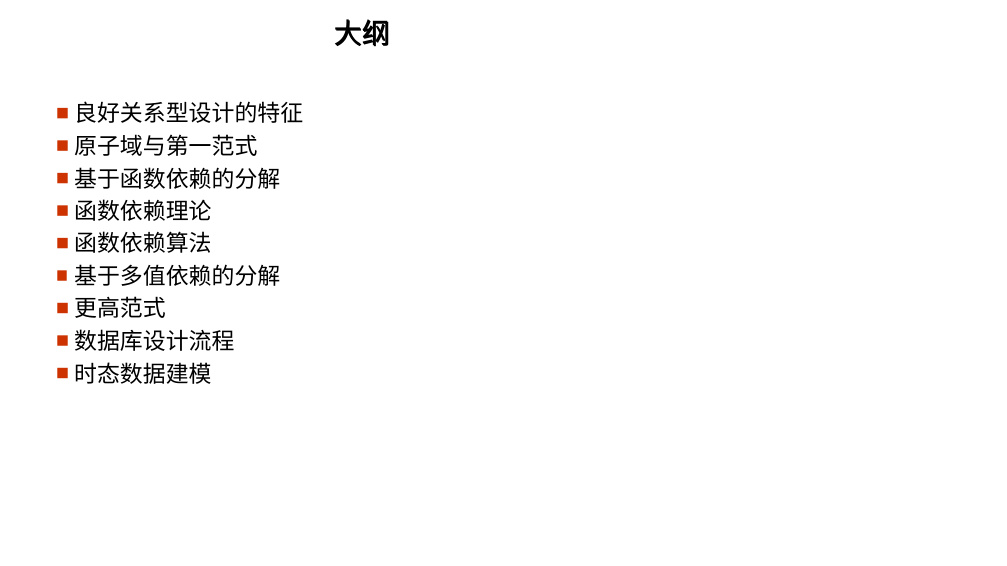 大纲
良好关系型设计的特征
原子域与第一范式
基于函数依赖的分解
函数依赖理论
函数依赖算法
基于多值依赖的分解
更高范式
数据库设计流程
时态数据建模